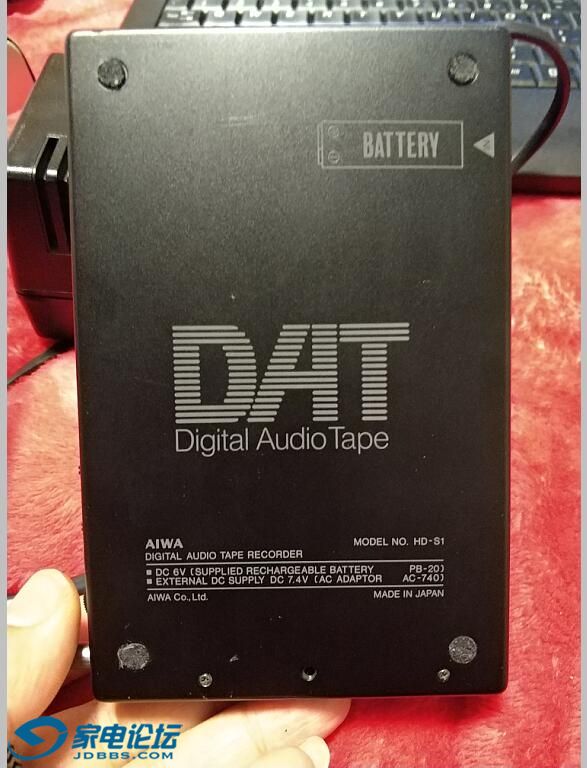 BATTERY
DAT
Digital Audio Tape
AIWA MODEL NO. HD-S1
DIGITAL AUDIO TAPE RECORDER
■ DC 6V (SUPPLIED RECHARGEABLE BATTERY PB-20)
■ EXTERNAL DC SUPPLY DC 7.4V (AC ADAPTOR AC-740)
AIWA Co., Ltd. MADE IN JAPAN
家电论坛
JDBBS.COM